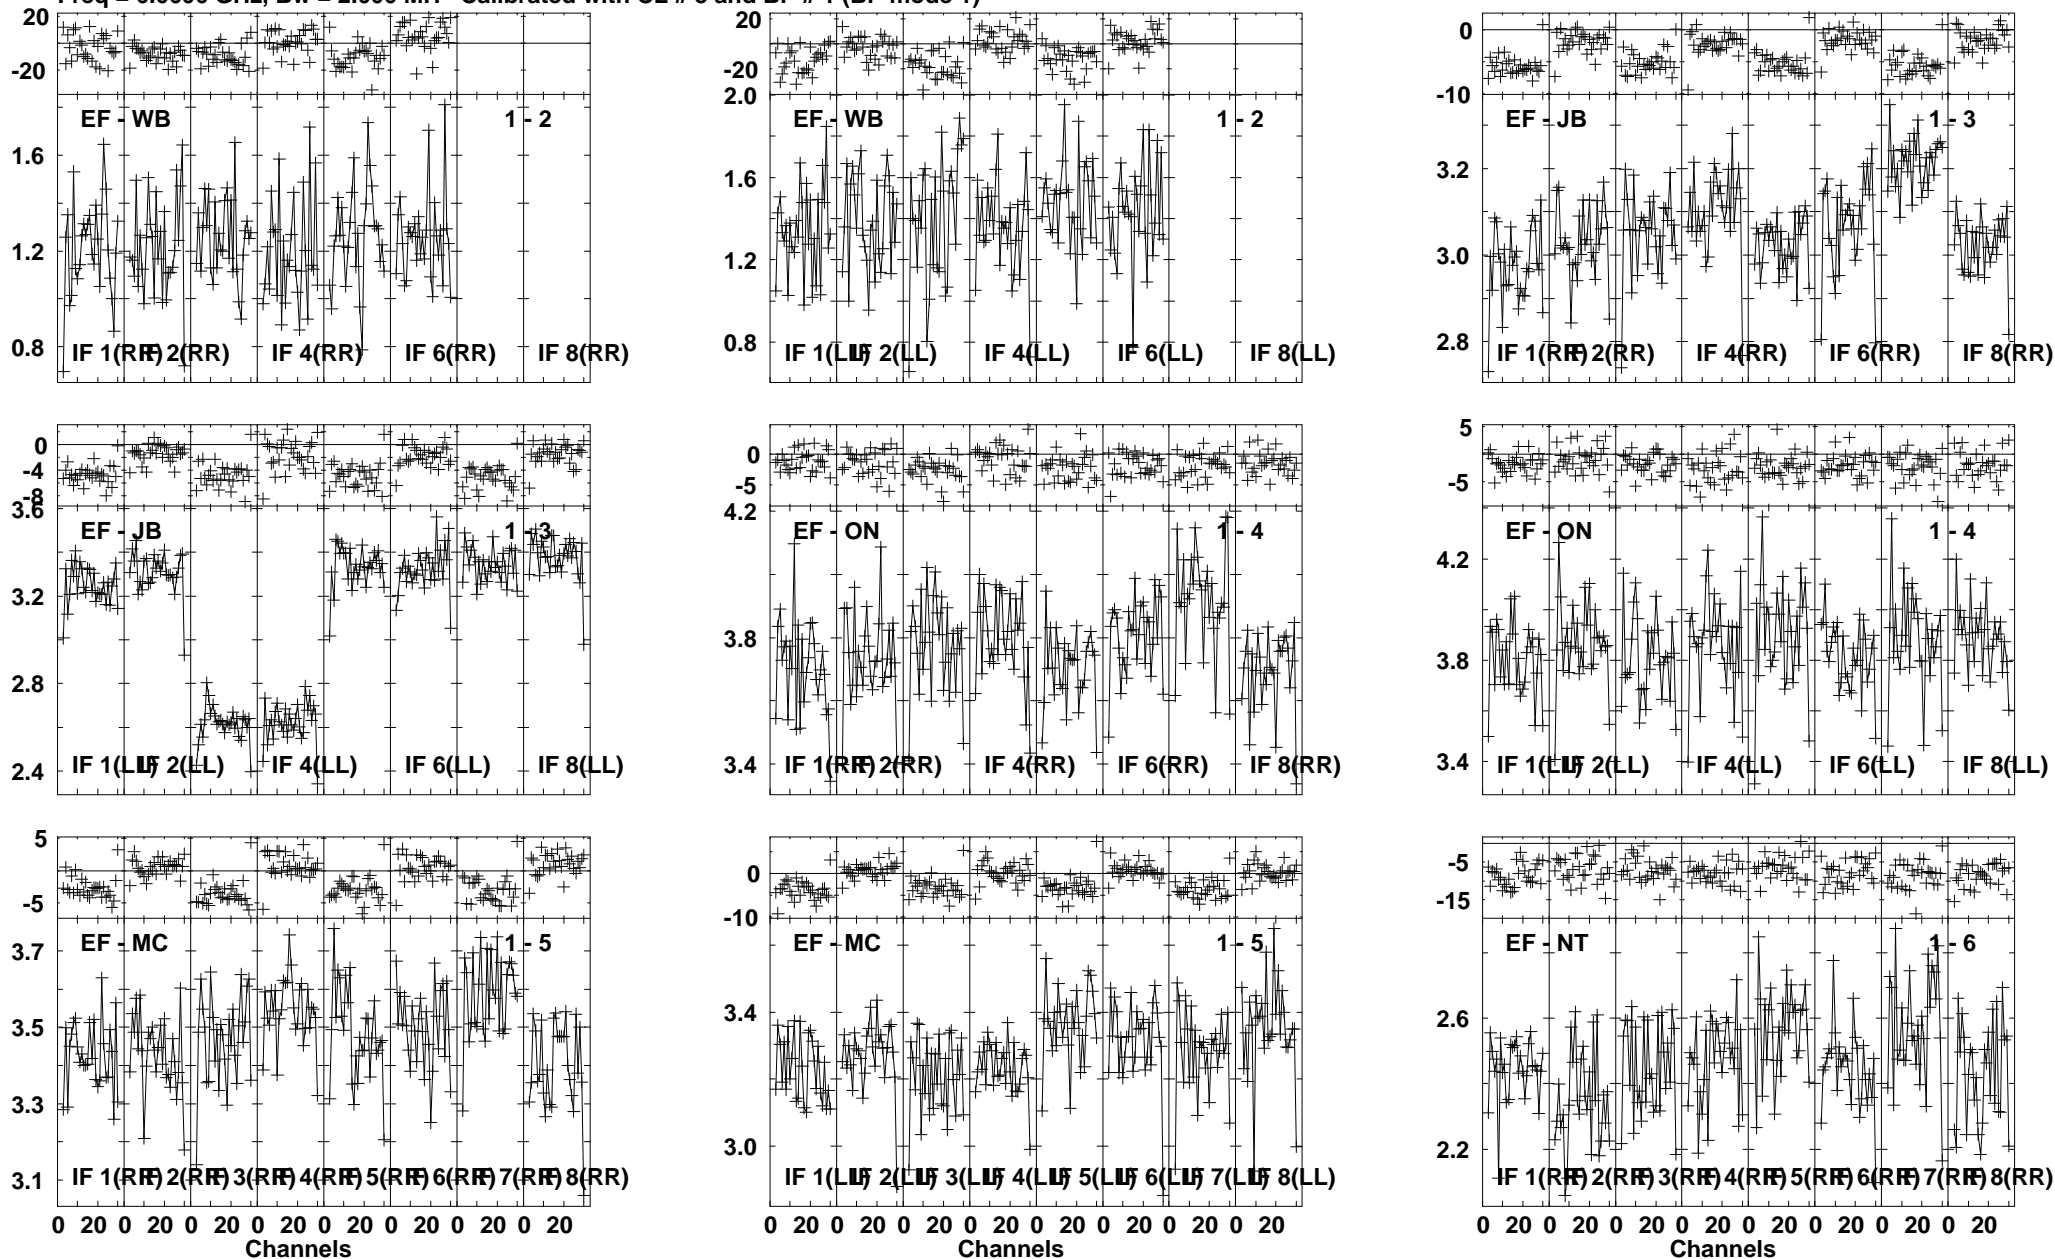 20
-20
EF - WB 1 - 2
1.6
1.2
0.8
IF 1(RR) IF 2(RR) IF 4(RR) IF 6(RR) IF 8(RR)
20
-20
2.0
EF - WB 1 - 2
1.6
1.2
0.8
IF 1(LL) IF 2(LL) IF 4(LL) IF 6(LL) IF 8(LL)
0
-10
EF - JB 1 - 3
3.2
3.0
2.8
IF 1(RR) IF 2(RR) IF 4(RR) IF 6(RR) IF 8(RR)
0
-4
-8
3.6
EF - JB 1 - 3
3.2
2.8
2.4
IF 1(LL) IF 2(LL) IF 4(LL) IF 6(LL) IF 8(LL)
0
-5
4.2
EF - ON 1 - 4
3.8
3.4
IF 1(RR) IF 2(RR) IF 4(RR) IF 6(RR) IF 8(RR)
5
-5
EF - ON 1 - 4
4.2
3.8
3.4
IF 1(LL) IF 2(LL) IF 4(LL) IF 6(LL) IF 8(LL)
5
-5
EF - MC 1 - 5
3.7
3.5
3.3
3.1
IF 1(RR) IF 2(RR) IF 3(RR) IF 4(RR) IF 5(RR) IF 6(RR) IF 7(RR) IF 8(RR)
0 20 0 20 0 20 0 20 0 20 0 20 0 20 0 20
Channels
0
-10
EF - MC 1 - 5
3.4
3.0
IF 1(LL) IF 2(LL) IF 3(LL) IF 4(LL) IF 5(LL) IF 6(LL) IF 7(LL) IF 8(LL)
0 20 0 20 0 20 0 20 0 20 0 20 0 20 0 20
Channels
-5
-15
EF - NT 1 - 6
2.6
2.2
IF 1(RR) IF 2(RR) IF 3(RR) IF 4(RR) IF 5(RR) IF 6(RR) IF 7(RR) IF 8(RR)
0 20 0 20 0 20 0 20 0 20 0 20 0 20 0 20
Channels